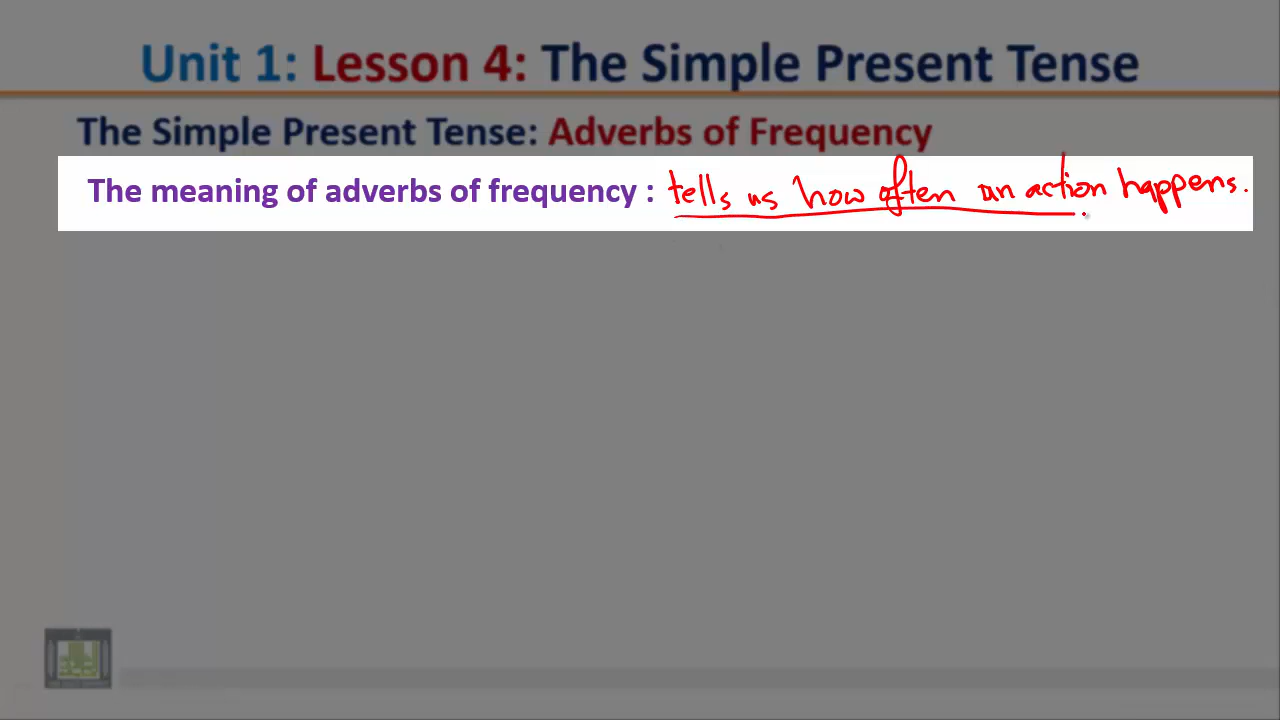 Unit 1: Lesson 4: The Simple Present Tense
The Simple Present Tense: Adverbs of Frequency
The meaning of adverbs of frequency : tells us how often an action happens.